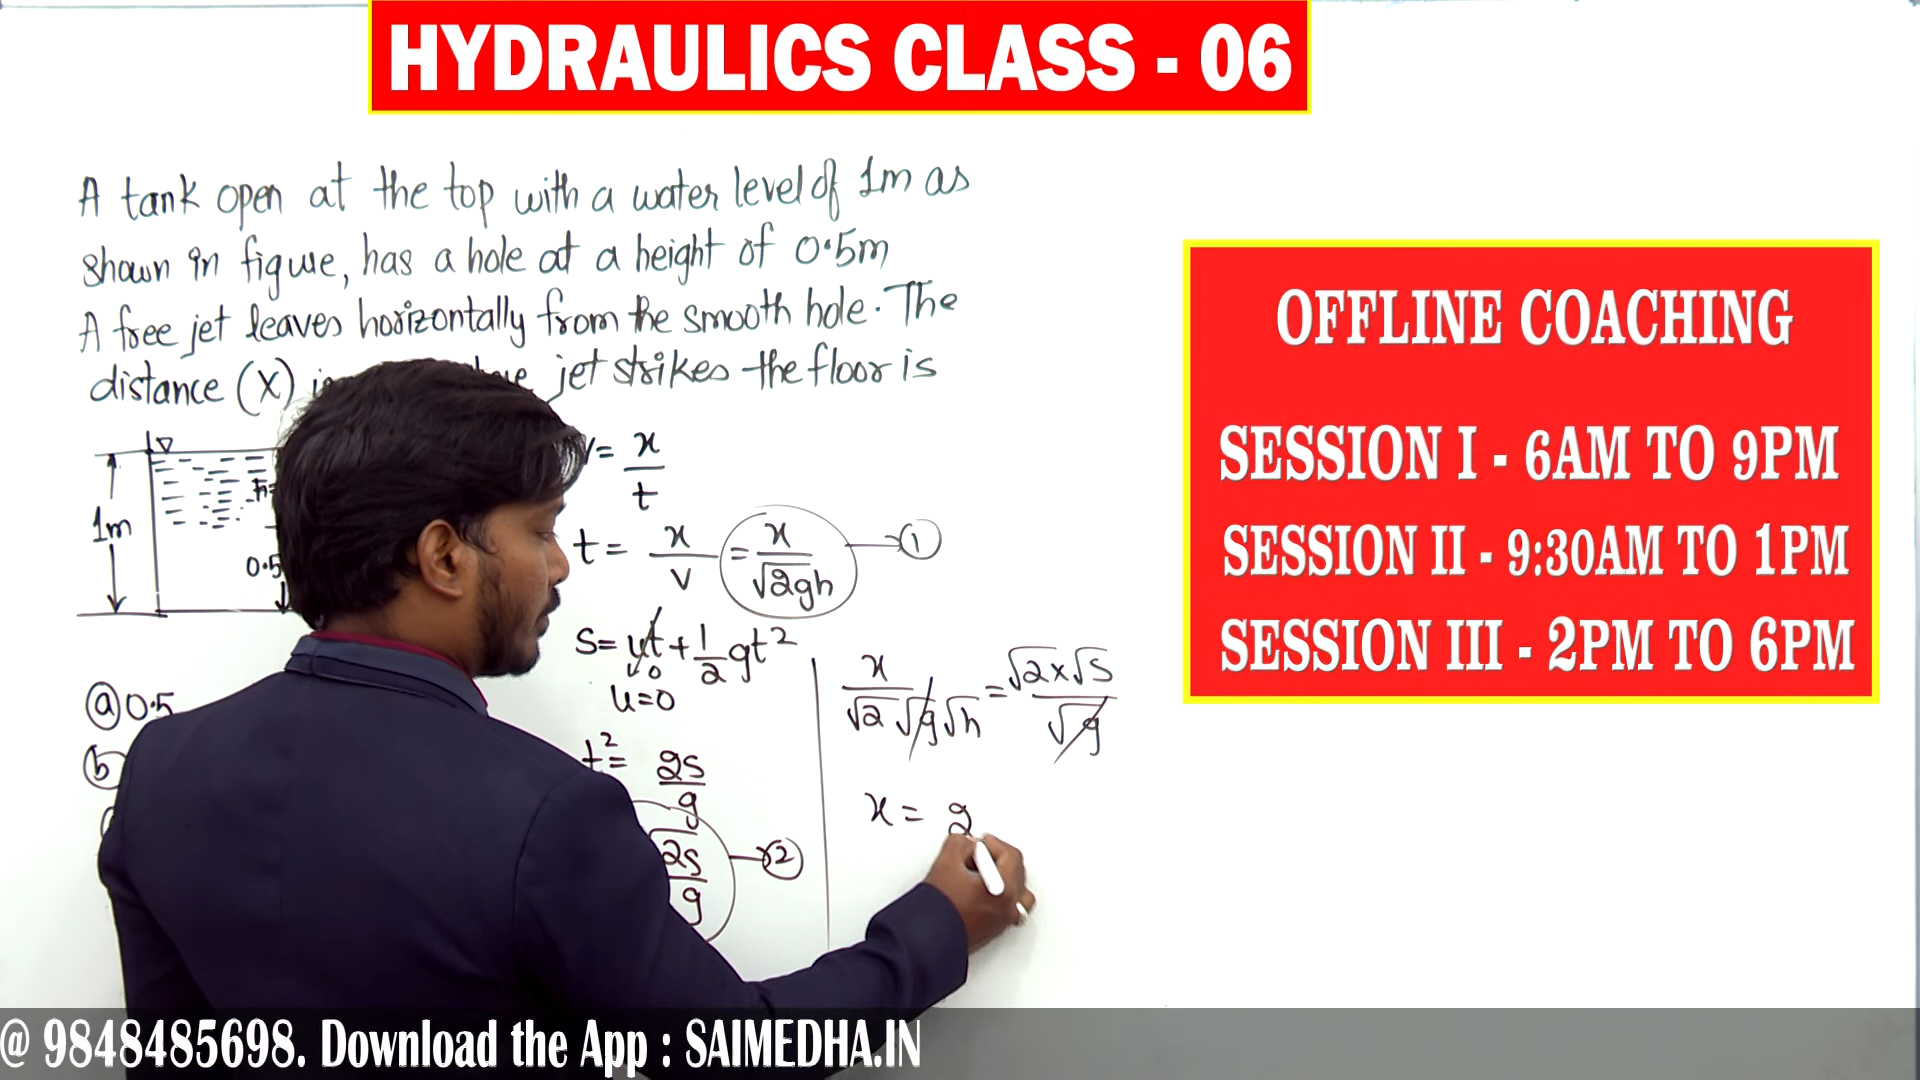 HYDRAULICS CLASS - 06
A tank open at the top with a water level of 1m as
shown in figure, has a hole at a height of 0.5m
A free jet leaves horizontally from the smooth hole. The
distance (X) jet strikes the floor is
1m
h=
0.5
V = x/t
t = x/v = x/√2gh → ①
S = ut + 1/2 gt²
0
u=0
t² = 2s/g
2s/g → ②
x/√2 √g √h = √2 x √s/√g
x = 2
ⓐ 0.5
ⓑ
OFFLINE COACHING
SESSION I - 6AM TO 9PM
SESSION II - 9:30AM TO 1PM
SESSION III - 2PM TO 6PM
@ 9848485698. Download the App : SAIMEDHA.IN